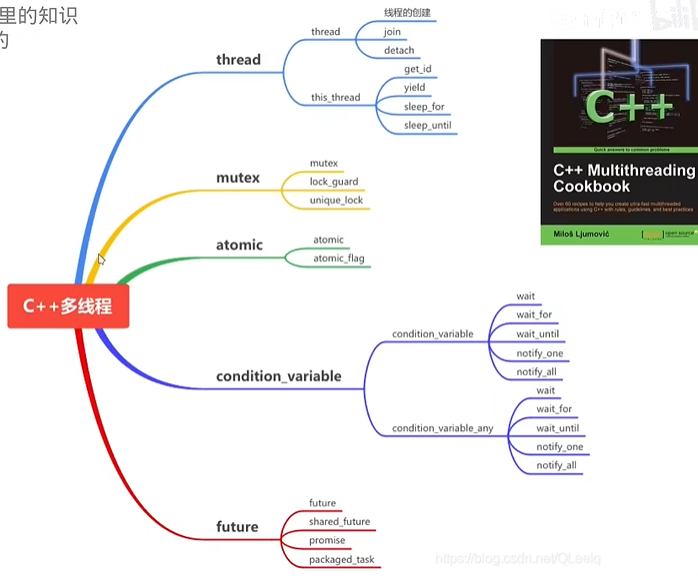 里的知识
的
C++多线程
thread
thread
线程的创建
join
detach
this_thread
get_id
yield
sleep_for
sleep_until
mutex
mutex
lock_guard
unique_lock
atomic
atomic
atomic_flag
condition_variable
condition_variable
wait
wait_for
wait_until
notify_one
notify_all
condition_variable_any
wait
wait_for
wait_until
notify_one
notify_all
future
future
shared_future
promise
packaged_task
C++
Quick answers to common problems
C++ Multithreading
Cookbook
Over 60 recipes to help you create ultra-fast multithreaded
applications using C++ with rules, guidelines, and best practices
Miloš Ljumović
open source
https://blog.csdn.net/QLeelq